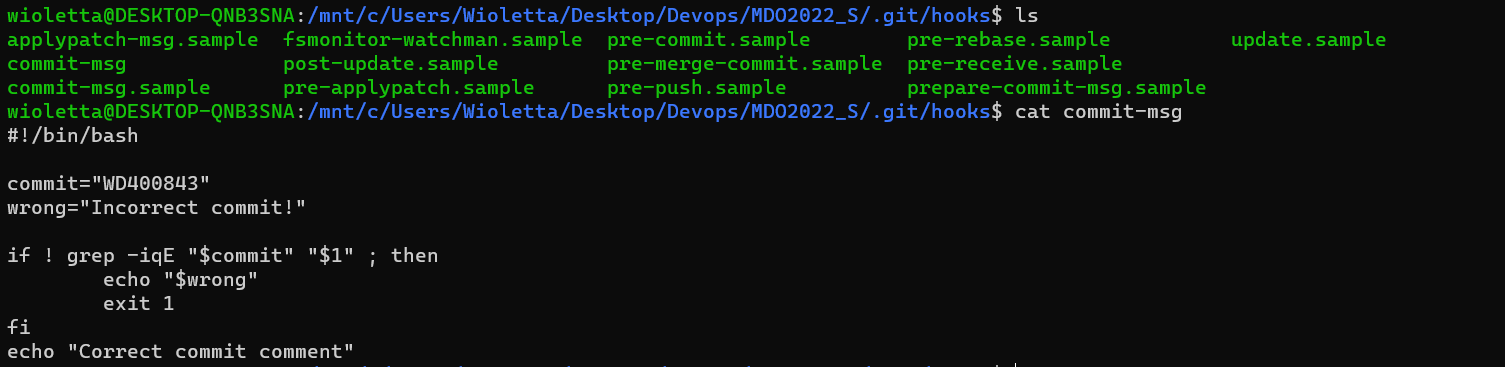 wioletta@DESKTOP-QNB3SNA:/mnt/c/Users/Wioletta/Desktop/Devops/MDO2022_S/.git/hooks$ ls
applypatch-msg.sample fsmonitor-watchman.sample pre-commit.sample pre-rebase.sample update.sample
commit-msg post-update.sample pre-merge-commit.sample pre-receive.sample
commit-msg.sample pre-applypatch.sample pre-push.sample prepare-commit-msg.sample
wioletta@DESKTOP-QNB3SNA:/mnt/c/Users/Wioletta/Desktop/Devops/MDO2022_S/.git/hooks$ cat commit-msg
#!/bin/bash
commit="WD400843"
wrong="Incorrect commit!"
if ! grep -iqE "$commit" "$1" ; then
echo "$wrong"
exit 1
fi
echo "Correct commit comment"